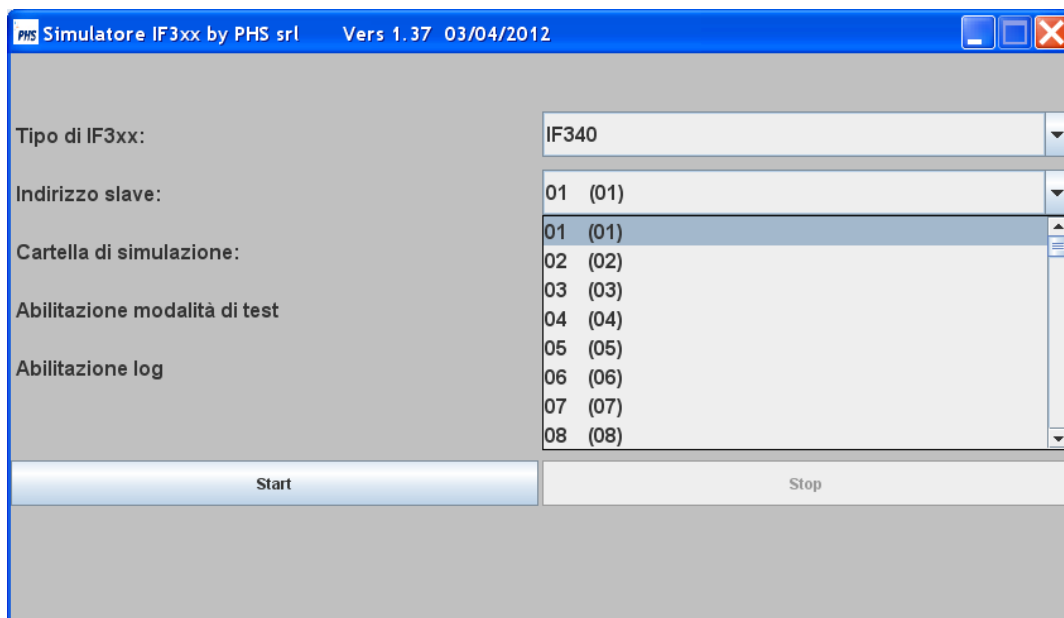 PHS Simulatore IF3xx by PHS srl Vers 1.37 03/04/2012
Tipo di IF3xx: IF340
Indirizzo slave: 01 (01)
01 (01)
Cartella di simulazione: 02 (02)
03 (03)
Abilitazione modalità di test 04 (04)
05 (05)
Abilitazione log 06 (06)
07 (07)
08 (08)
Start Stop